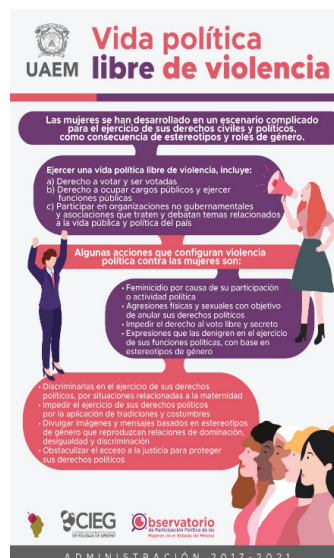 UAEM
Vida política
libre de violencia
Las mujeres se han desarrollado en un escenario complicado
para el ejercicio de sus derechos civiles y políticos,
como consecuencia de estereotipos y roles de género.
Ejercer una vida política libre de violencia, incluye:
a) Derecho a votar y ser votadas
b) Derecho a ocupar cargos públicos y ejercer
funciones públicas
c) Participar en organizaciones no gubernamentales
y asociaciones que traten y debatan temas relacionados
a la vida pública y política del país
Algunas acciones que configuran violencia
política contra las mujeres son:
• Feminicidio por causa de su participación
o actividad política
• Agresiones físicas y sexuales con objetivo
de anular sus derechos políticos
• Impedir el derecho al voto libre y secreto
• Expresiones que las denigren en el ejercicio
de sus funciones políticas, con base en
estereotipos de género
• Discriminarlas en el ejercicio de sus derechos
políticos, por situaciones relacionadas a la maternidad
• Impedir el ejercicio de sus derechos políticos
por la aplicación de tradiciones y costumbres
• Divulgar imágenes y mensajes basados en estereotipos
de género que reproduzcan relaciones de dominación,
desigualdad y discriminación
• Obstaculizar el acceso a la justicia para proteger
sus derechos políticos
CIEG
Observatorio
de Participación Política de las
Mujeres en el Estado de México
ADMINISTRACIÓN 2017-2021